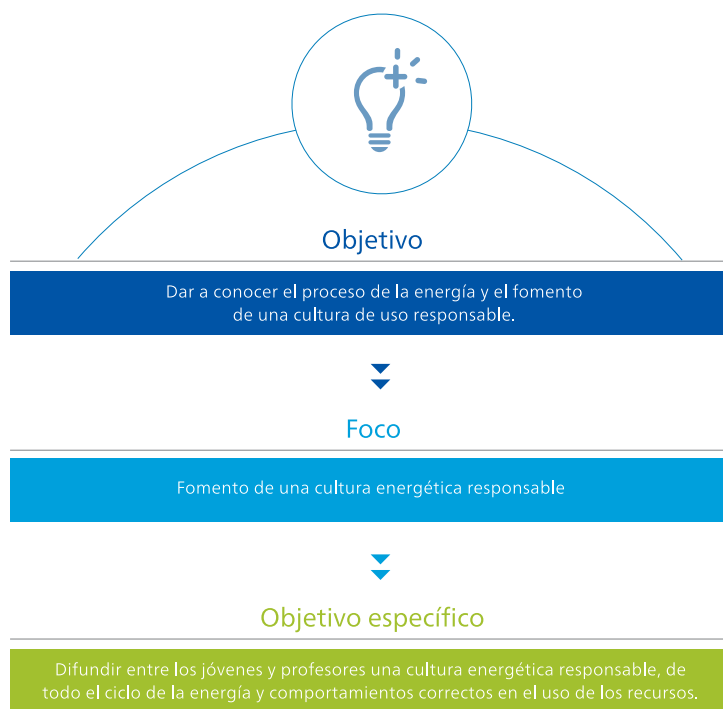 Objetivo
Dar a conocer el proceso de la energía y el fomento
de una cultura de uso responsable.
Foco
Fomento de una cultura energética responsable
Objetivo específico
Difundir entre los jóvenes y profesores una cultura energética responsable, de
todo el ciclo de la energía y comportamientos correctos en el uso de los recursos.